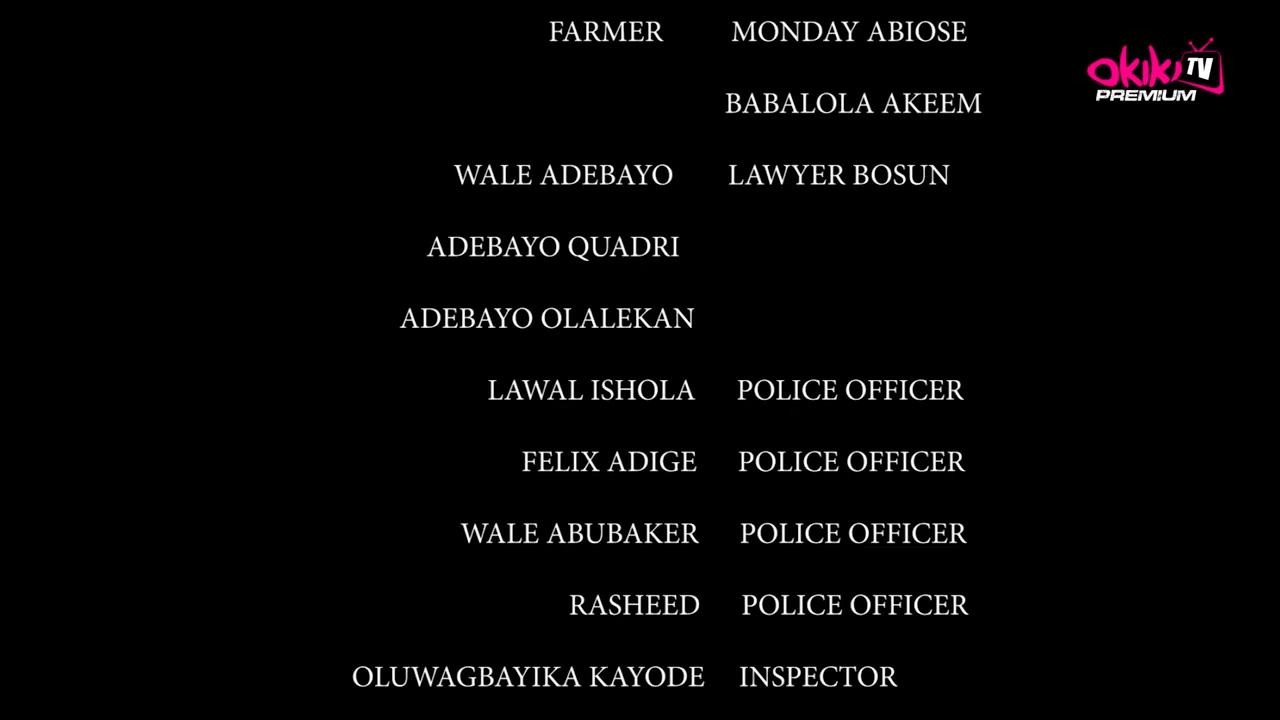 FARMER MONDAY ABIOSE
BABALOLA AKEEM
WALE ADEBAYO LAWYER BOSUN
ADEBAYO QUADRI
ADEBAYO OLALEKAN
LAWAL ISHOLA POLICE OFFICER
FELIX ADIGE POLICE OFFICER
WALE ABUBAKER POLICE OFFICER
RASHEED POLICE OFFICER
OLUWAGBAYIKA KAYODE INSPECTOR
okiki TV
PREMIUM